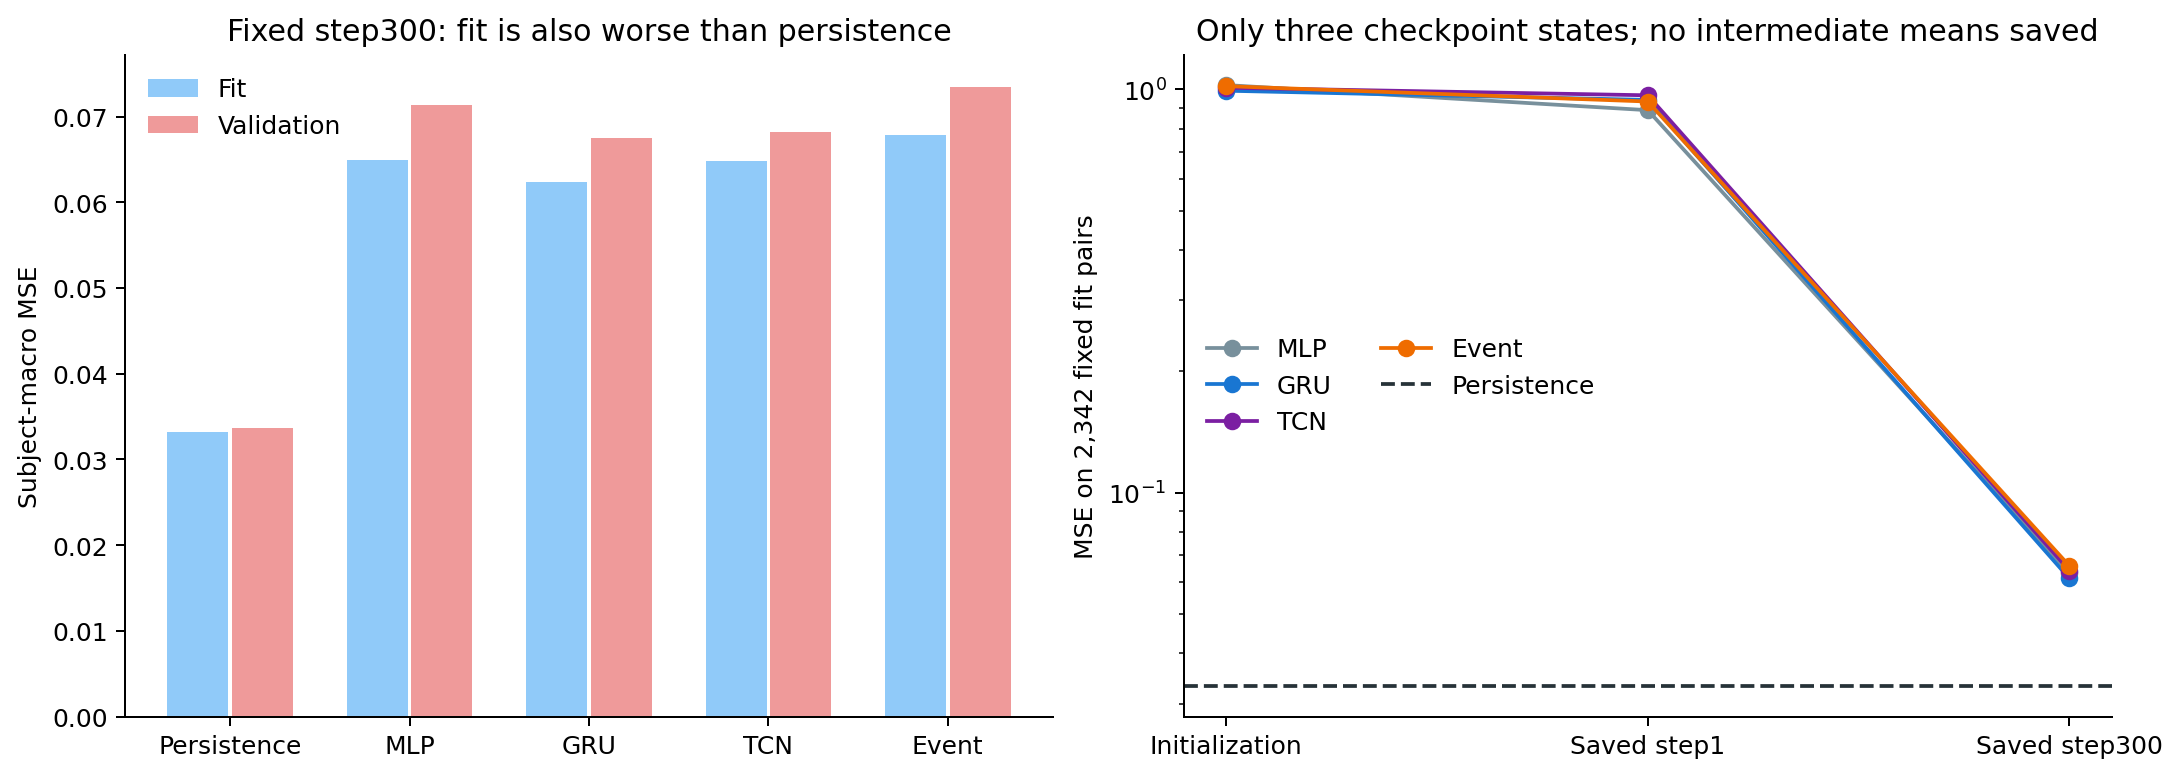 Fixed step300: fit is also worse than persistence
Fit
Validation
Subject-macro MSE
0.07
0.06
0.05
0.04
0.03
0.02
0.01
0.00
Persistence
MLP
GRU
TCN
Event
Only three checkpoint states; no intermediate means saved
MSE on 2,342 fixed fit pairs
10⁰
10⁻¹
MLP
GRU
TCN
Event
Persistence
Initialization
Saved step1
Saved step300